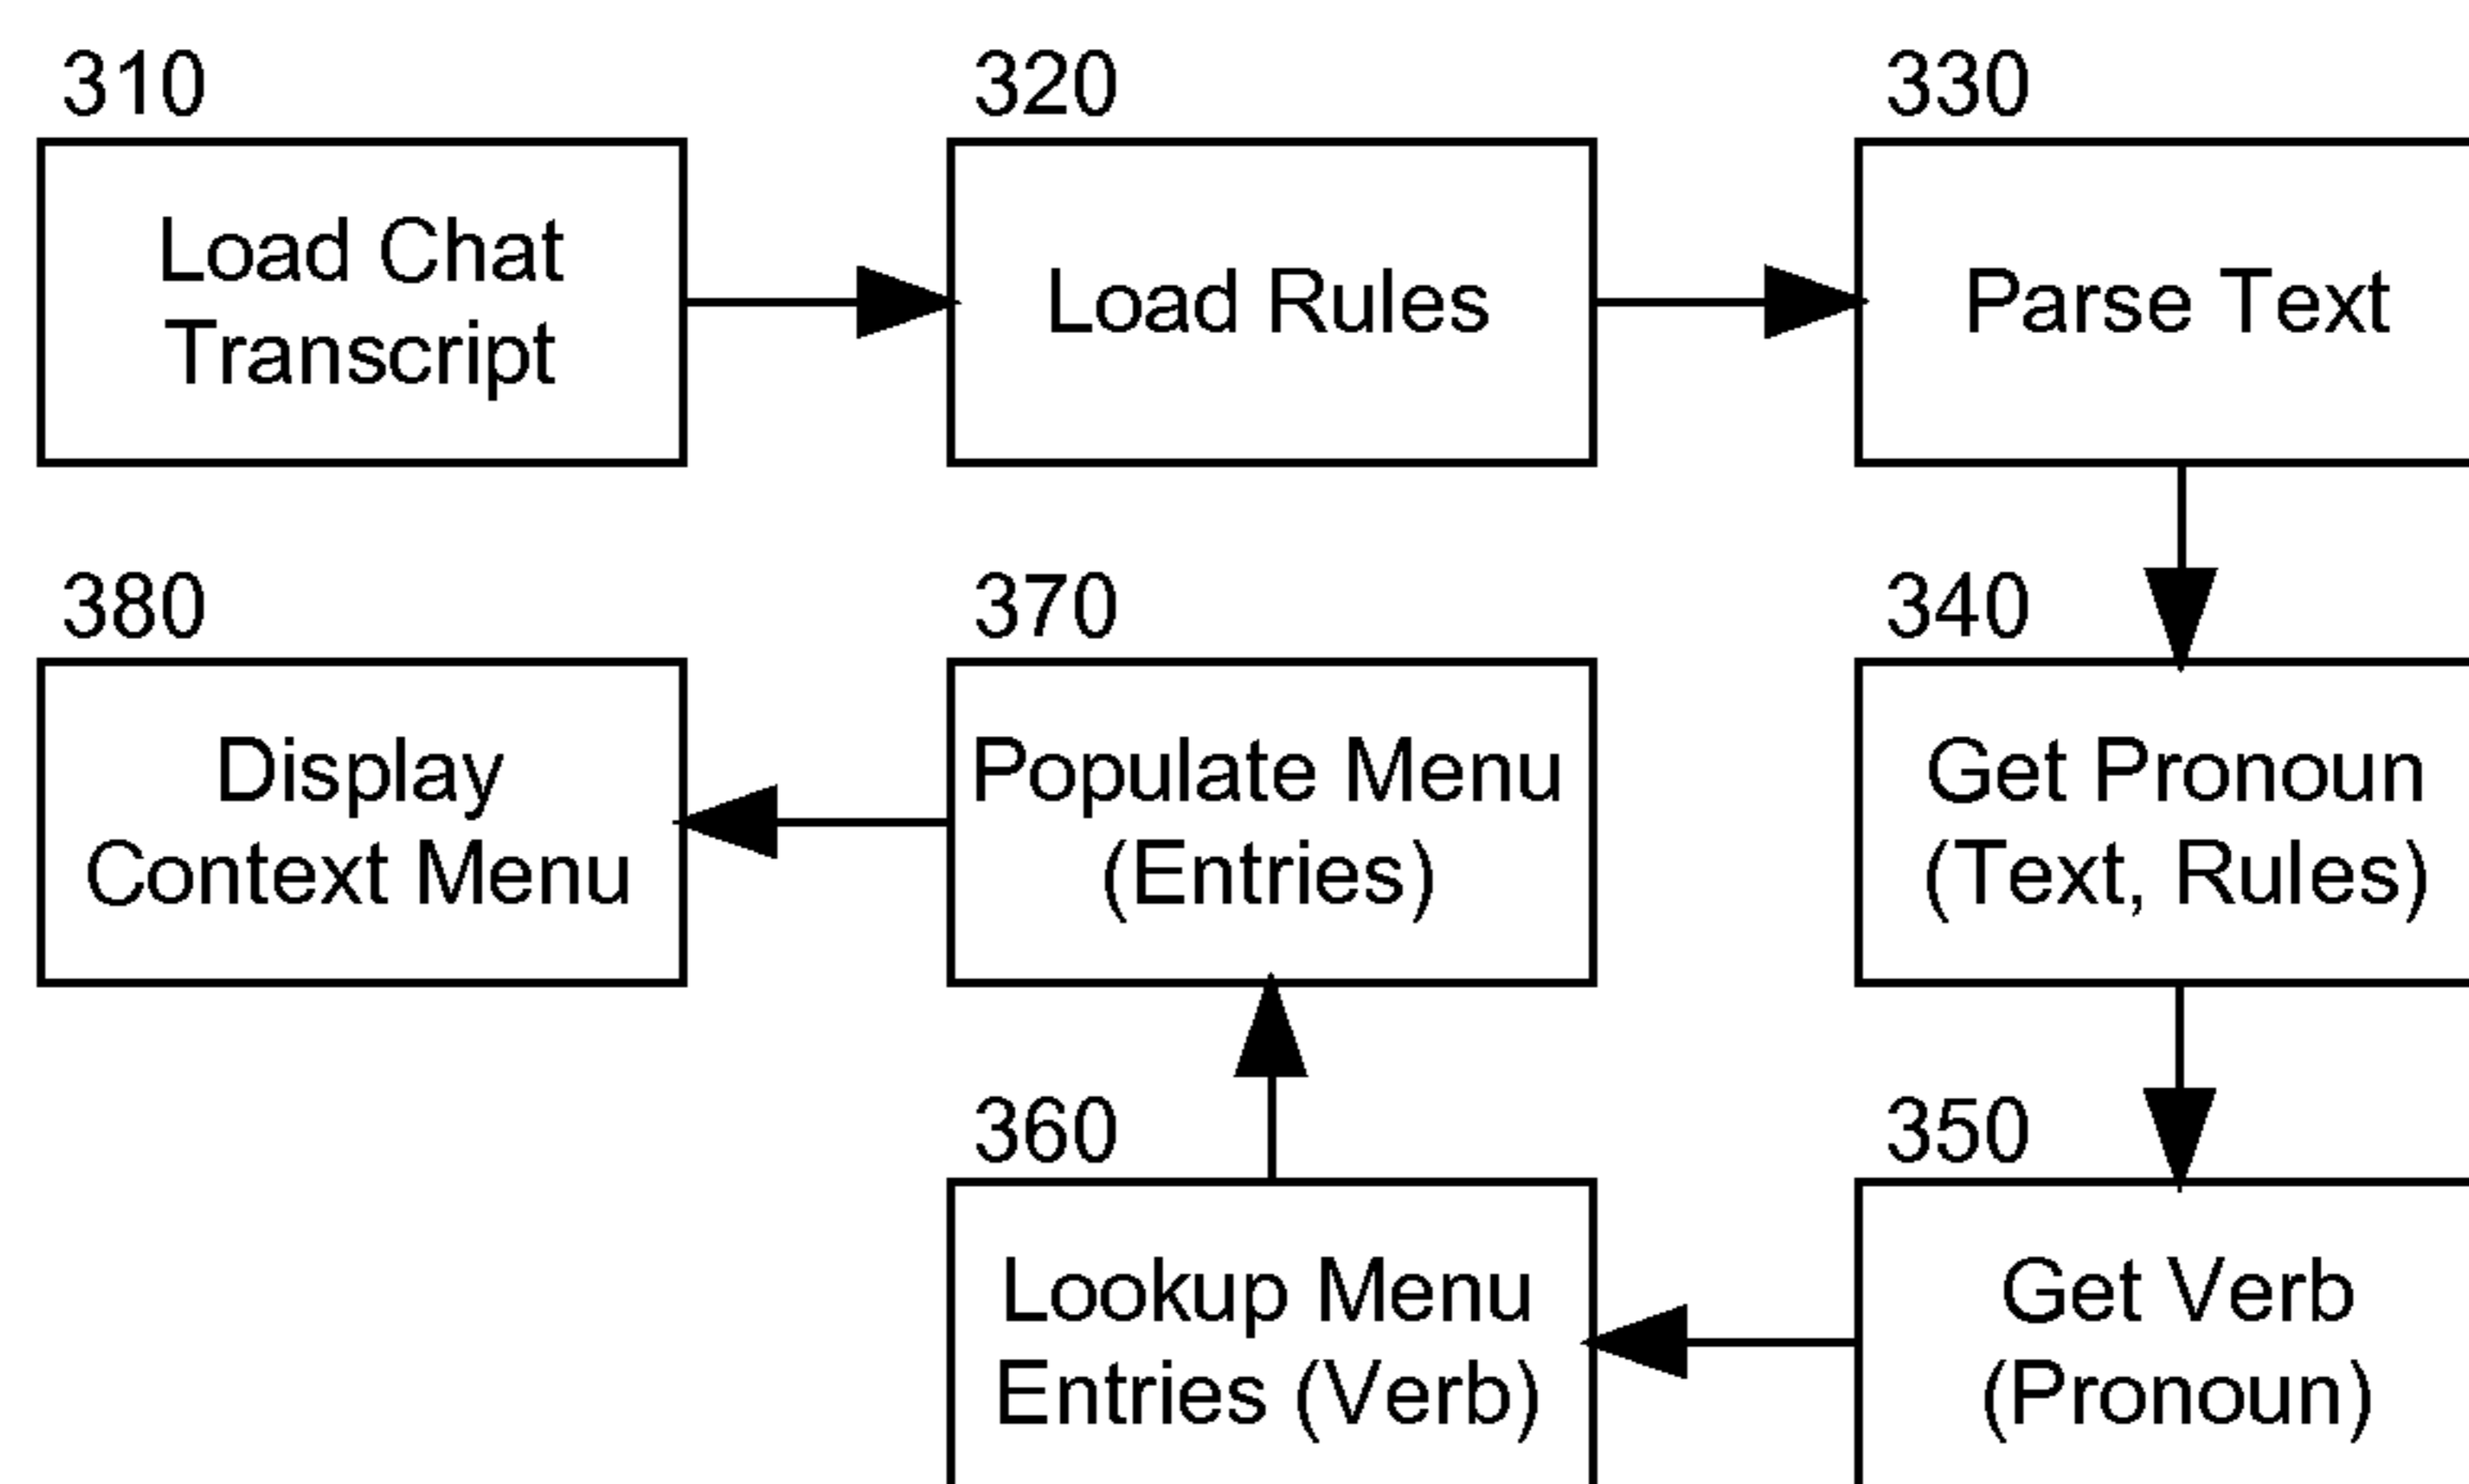 310
Load Chat
Transcript
320
Load Rules
330
Parse Text
340
Get Pronoun
(Text, Rules)
350
Get Verb
(Pronoun)
360
Lookup Menu
Entries (Verb)
370
Populate Menu
(Entries)
380
Display
Context Menu